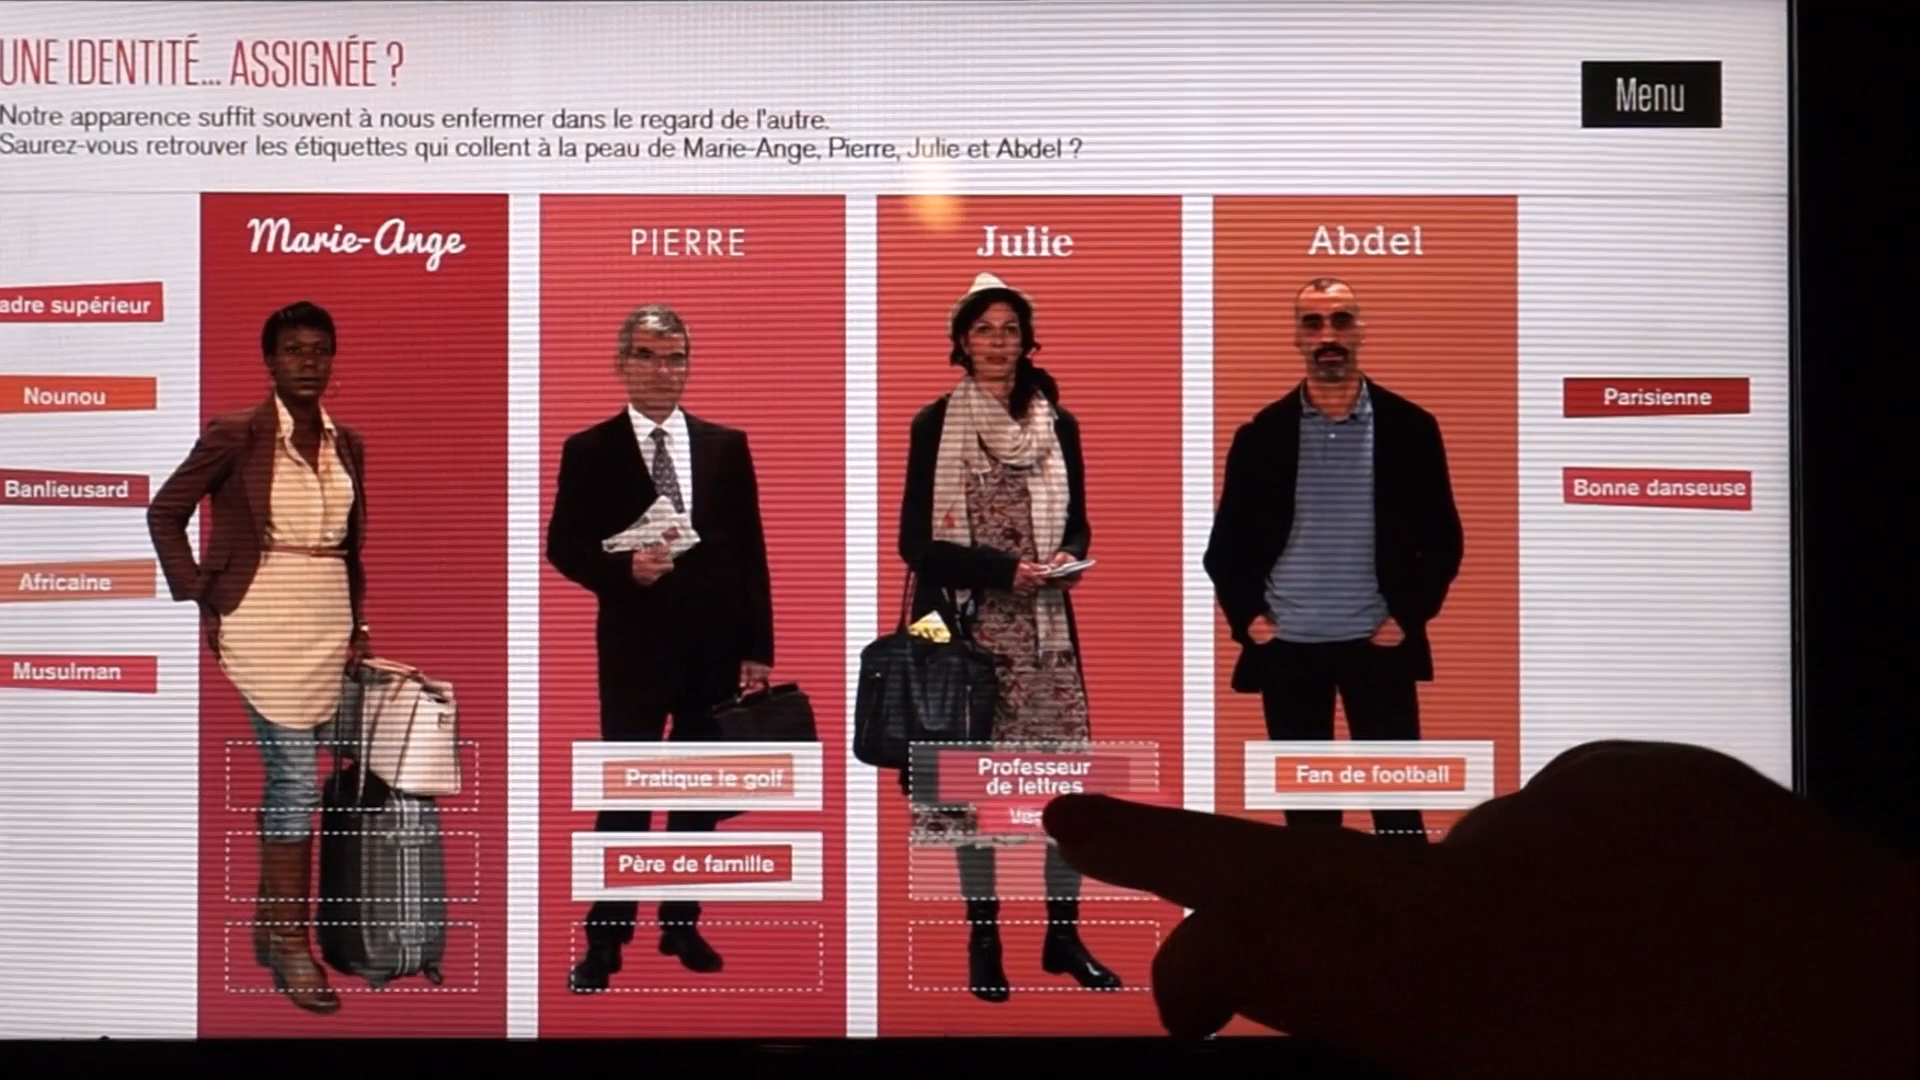 UNE IDENTITÉ... ASSIGNÉE ?
Menu
Notre apparence suffit souvent à nous enfermer dans le regard de l'autre.
Saurez-vous retrouver les étiquettes qui collent à la peau de Marie-Ange, Pierre, Julie et Abdel ?
Marie-Ange
PIERRE
Julie
Abdel
adre supérieur
Nounou
Banlieusard
Africaine
Musulman
Parisienne
Bonne danseuse
Pratique le golf
Père de famille
Professeur
de lettres
Fan de football